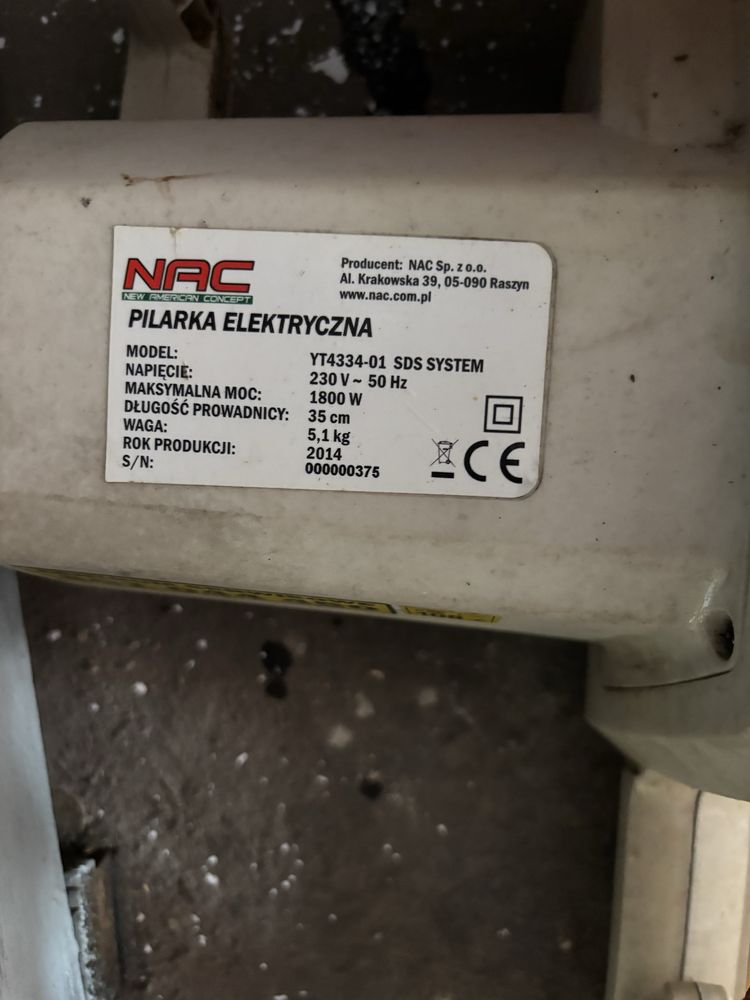 NAC
NEW AMERICAN CONCEPT
Producent: NAC Sp. z o.o.
Al. Krakowska 39, 05-090 Raszyn
www.nac.com.pl
PILARKA ELEKTRYCZNA
MODEL: YT4334-01 SDS SYSTEM
NAPIĘCIE: 230 V ~ 50 Hz
MAKSYMALNA MOC: 1800 W
DŁUGOŚĆ PROWADNICY: 35 cm
WAGA: 5,1 kg
ROK PRODUKCJI: 2014
S/N: 000000375
CE